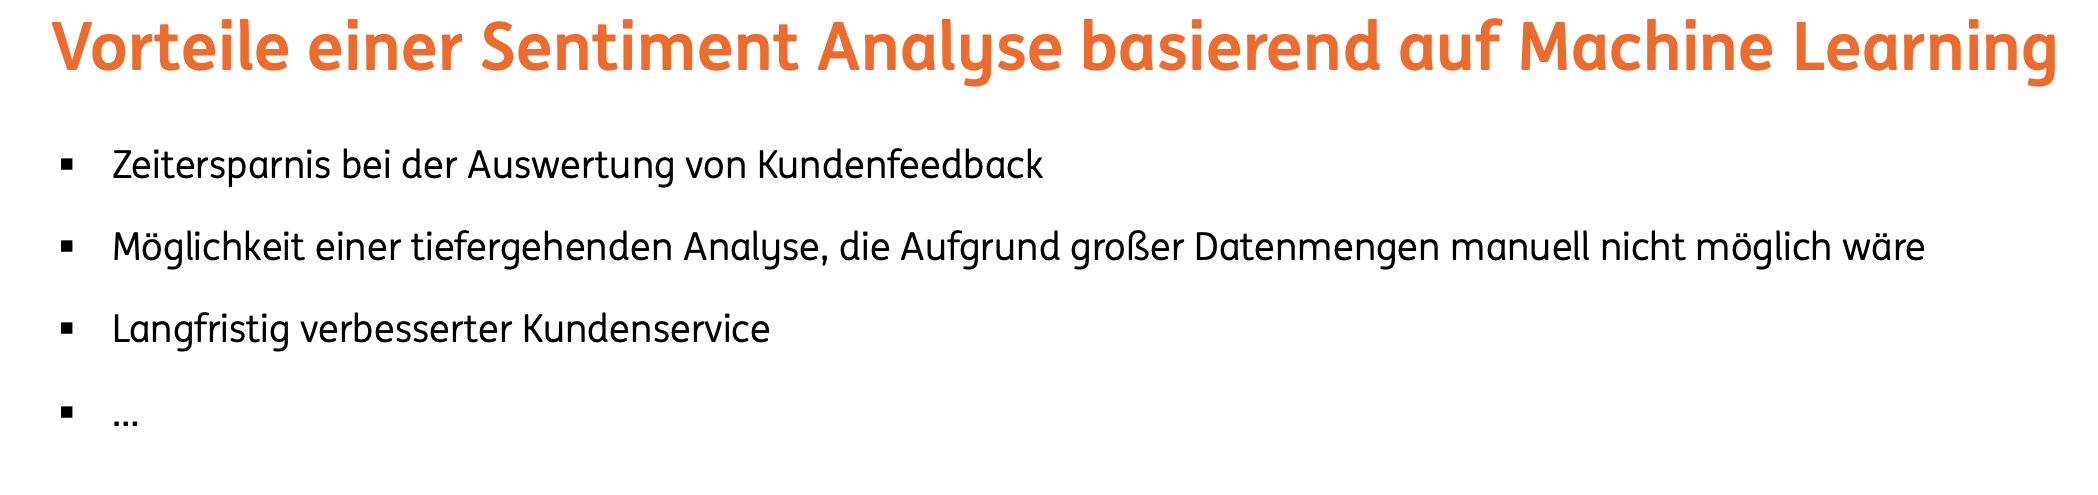 Vorteile einer Sentiment Analyse basierend auf Machine Learning
▪ Zeitersparnis bei der Auswertung von Kundenfeedback
▪ Möglichkeit einer tiefergehenden Analyse, die Aufgrund großer Datenmengen manuell nicht möglich wäre
▪ Langfristig verbesserter Kundenservice
▪ ...